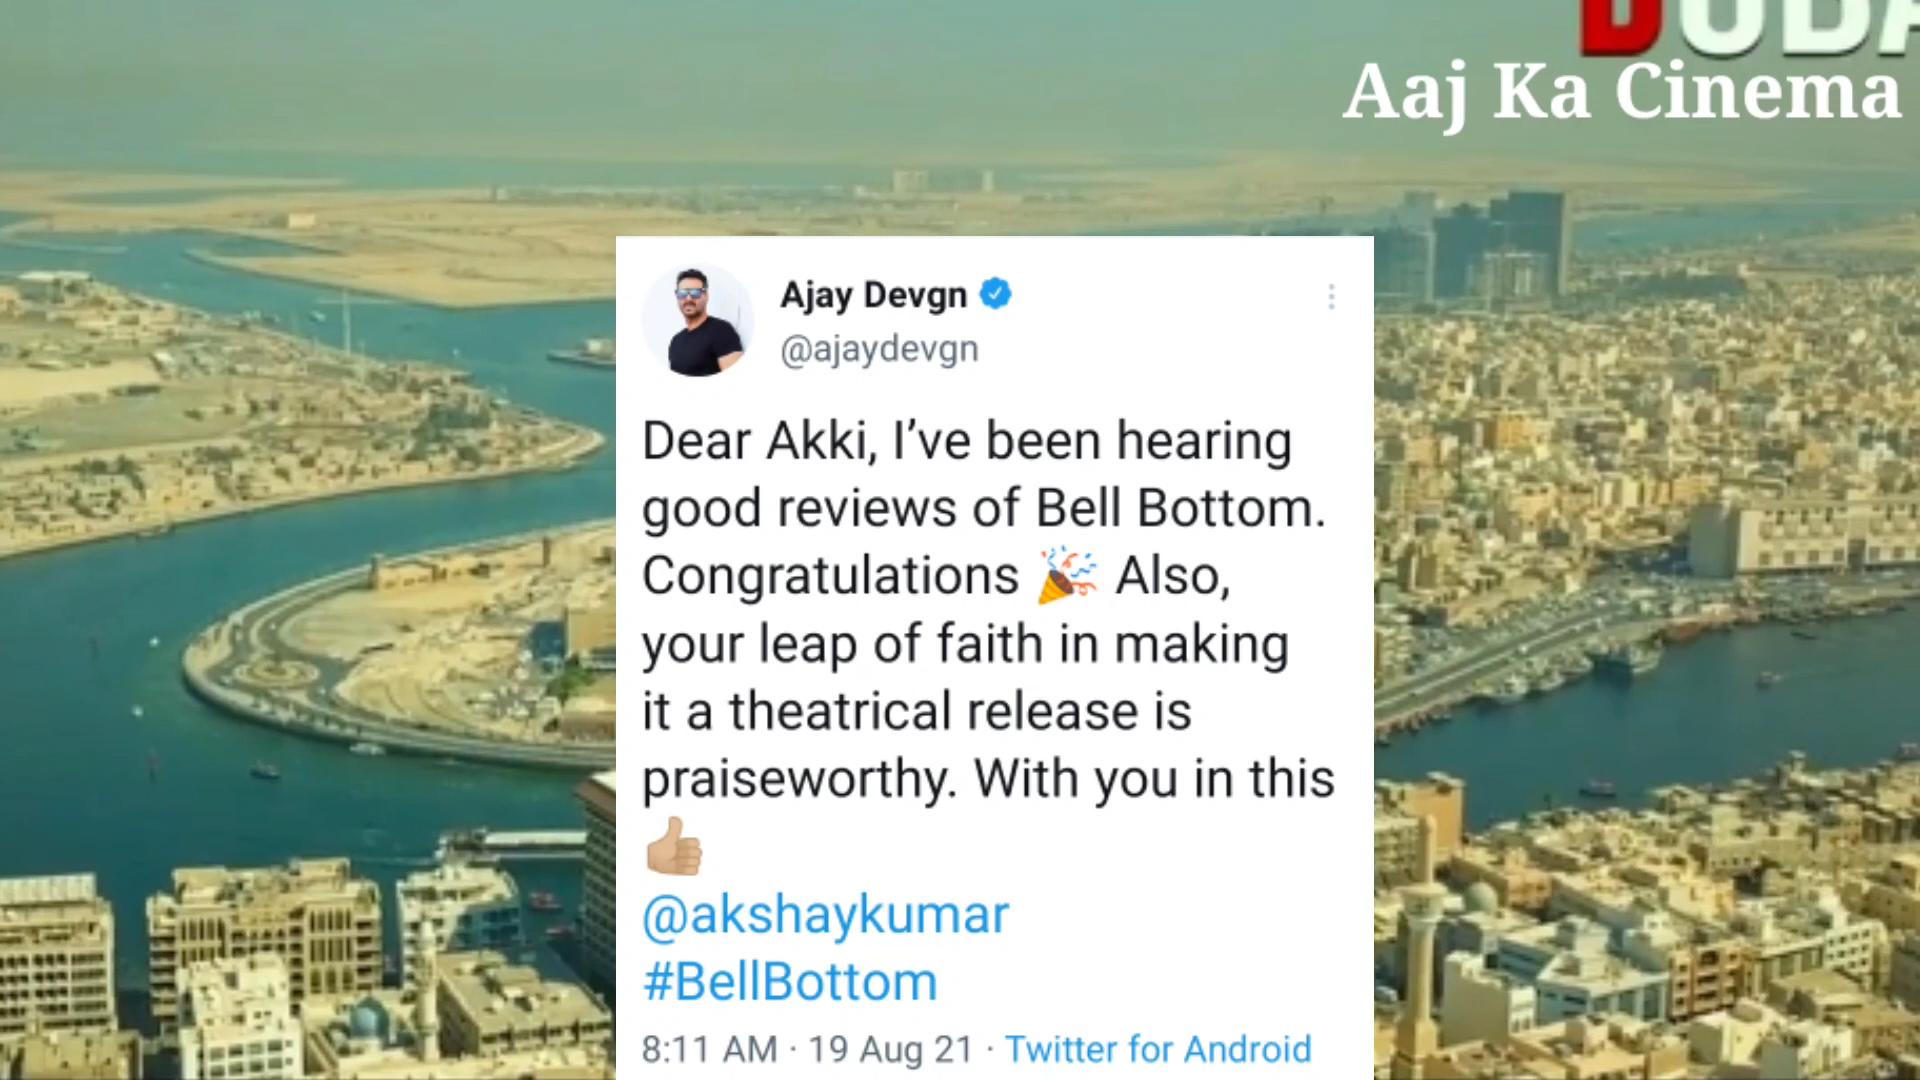 DUBA
Aaj Ka Cinema
Ajay Devgn
@ajaydevgn
Dear Akki, I’ve been hearing
good reviews of Bell Bottom.
Congratulations 🎉 Also,
your leap of faith in making
it a theatrical release is
praiseworthy. With you in this
👍🏼
@akshaykumar
#BellBottom
8:11 AM · 19 Aug 21 · Twitter for Android